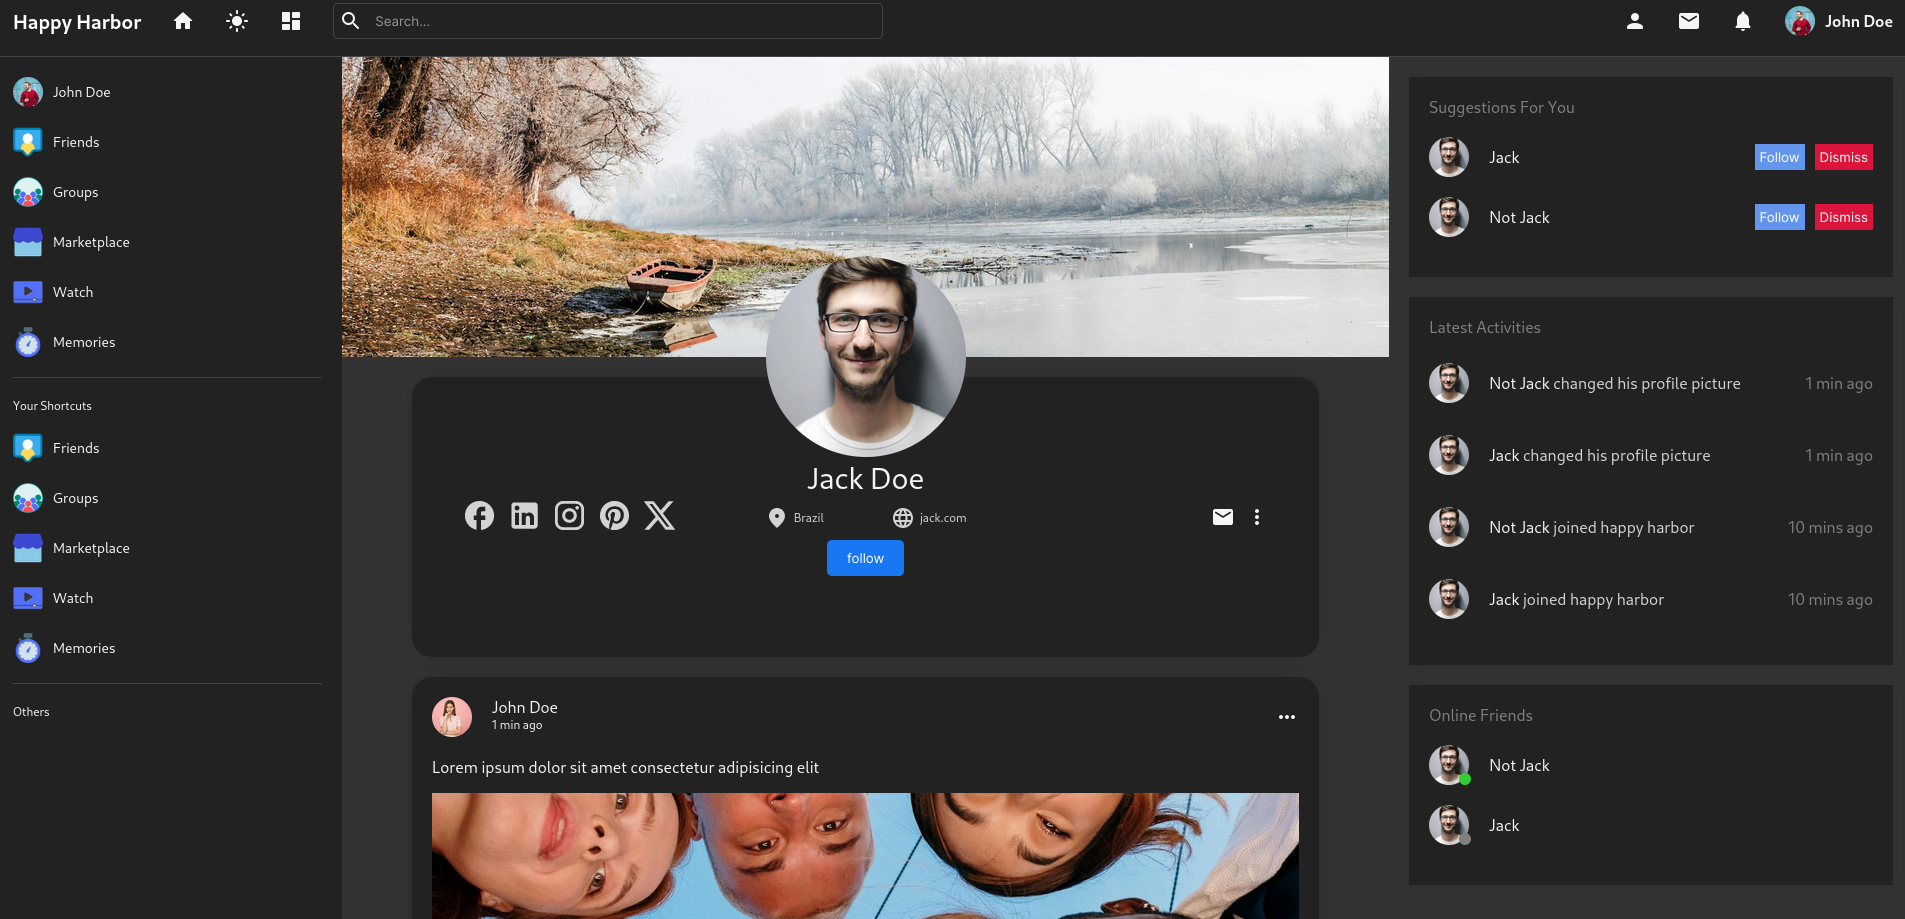 Happy Harbor
Search...
John Doe
John Doe
Friends
Groups
Marketplace
Watch
Memories
Your Shortcuts
Friends
Groups
Marketplace
Watch
Memories
Others
Jack Doe
Brazil
jack.com
follow
John Doe
1 min ago
Lorem ipsum dolor sit amet consectetur adipisicing elit
Suggestions For You
Jack Follow Dismiss
Not Jack Follow Dismiss
Latest Activities
Not Jack changed his profile picture 1 min ago
Jack changed his profile picture 1 min ago
Not Jack joined happy harbor 10 mins ago
Jack joined happy harbor 10 mins ago
Online Friends
Not Jack
Jack